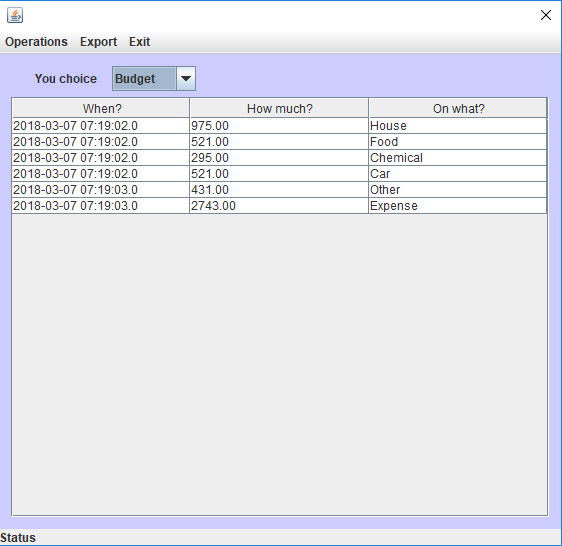 Operations Export Exit
You choice Budget
When? How much? On what?
2018-03-07 07:19:02.0 975.00 House
2018-03-07 07:19:02.0 521.00 Food
2018-03-07 07:19:02.0 295.00 Chemical
2018-03-07 07:19:02.0 521.00 Car
2018-03-07 07:19:03.0 431.00 Other
2018-03-07 07:19:03.0 2743.00 Expense
Status